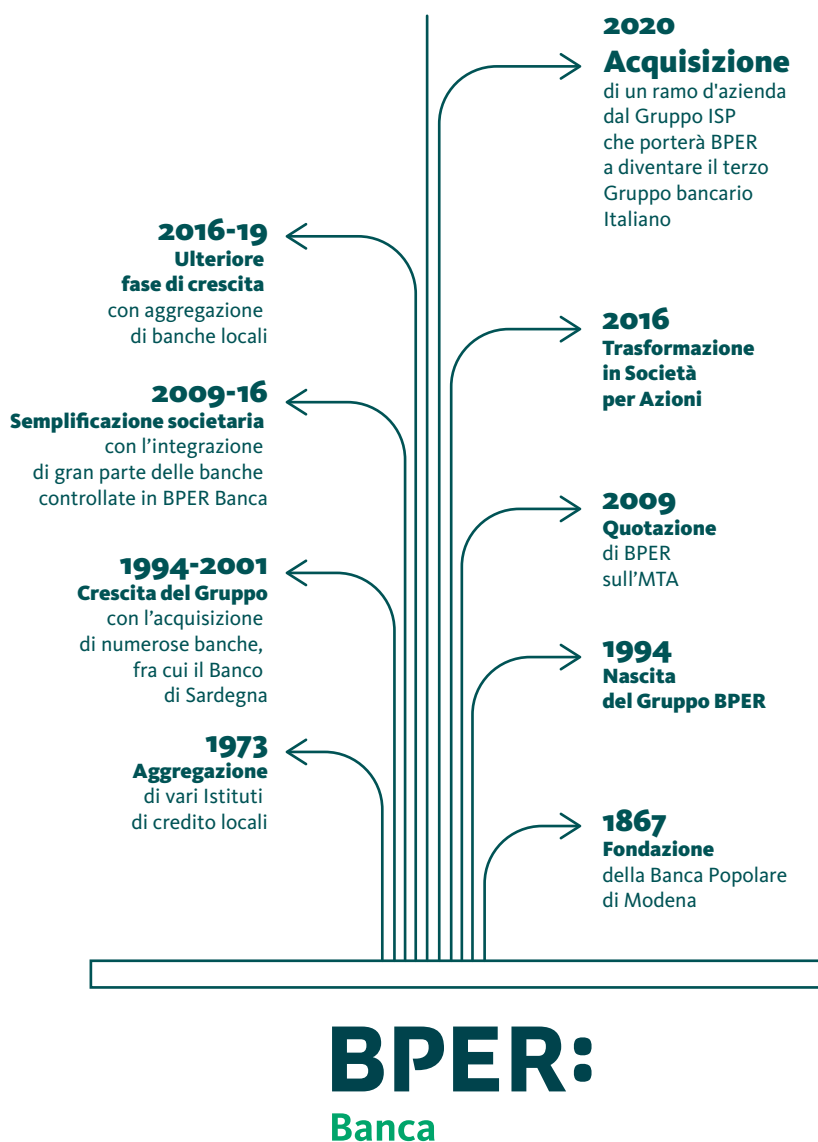 2020
Acquisizione
di un ramo d'azienda
dal Gruppo ISP
che porterà BPER
a diventare il terzo
Gruppo bancario
Italiano
2016-19
Ulteriore
fase di crescita
con aggregazione
di banche locali
2016
Trasformazione
in Società
per Azioni
2009-16
Semplificazione societaria
con l’integrazione
di gran parte delle banche
controllate in BPER Banca
2009
Quotazione
di BPER
sull’MTA
1994-2001
Crescita del Gruppo
con l’acquisizione
di numerose banche,
fra cui il Banco
di Sardegna
1994
Nascita
del Gruppo BPER
1973
Aggregazione
di vari Istituti
di credito locali
1867
Fondazione
della Banca Popolare
di Modena
BPER:
Banca